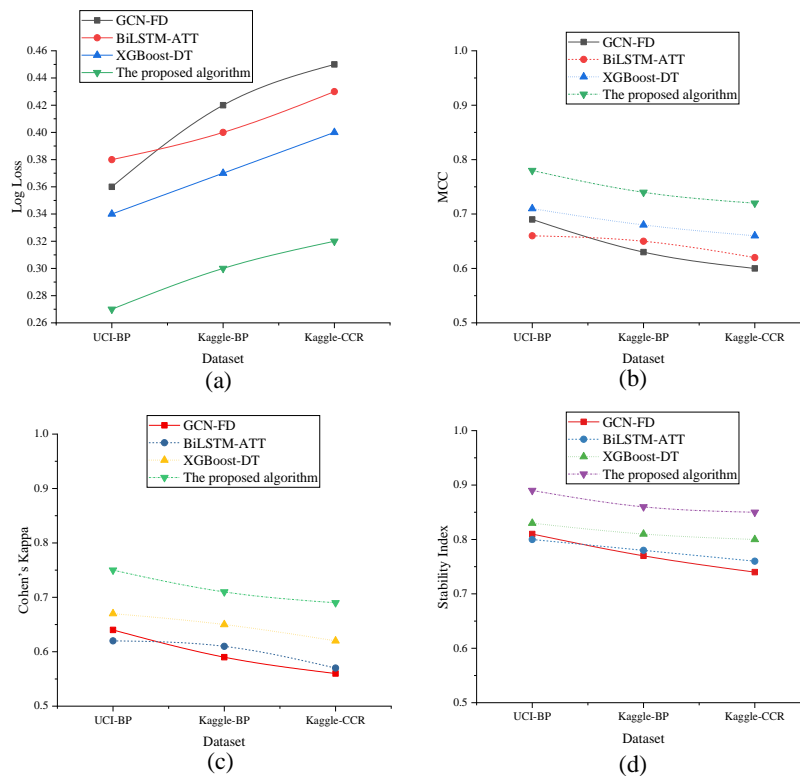 GCN-FD
BiLSTM-ATT
XGBoost-DT
The proposed algorithm
0.46
0.44
0.42
0.40
0.38
0.36
0.34
0.32
0.30
0.28
0.26
Log Loss
UCI-BP
Kaggle-BP
Kaggle-CCR
Dataset
(a)
GCN-FD
BiLSTM-ATT
XGBoost-DT
The proposed algorithm
1.0
0.9
0.8
0.7
0.6
0.5
MCC
UCI-BP
Kaggle-BP
Kaggle-CCR
Dataset
(b)
GCN-FD
BiLSTM-ATT
XGBoost-DT
The proposed algorithm
1.0
0.9
0.8
0.7
0.6
0.5
Cohen's Kappa
UCI-BP
Kaggle-BP
Kaggle-CCR
Dataset
(c)
GCN-FD
BiLSTM-ATT
XGBoost-DT
The proposed algorithm
1.0
0.9
0.8
0.7
0.6
0.5
Stability Index
UCI-BP
Kaggle-BP
Kaggle-CCR
Dataset
(d)